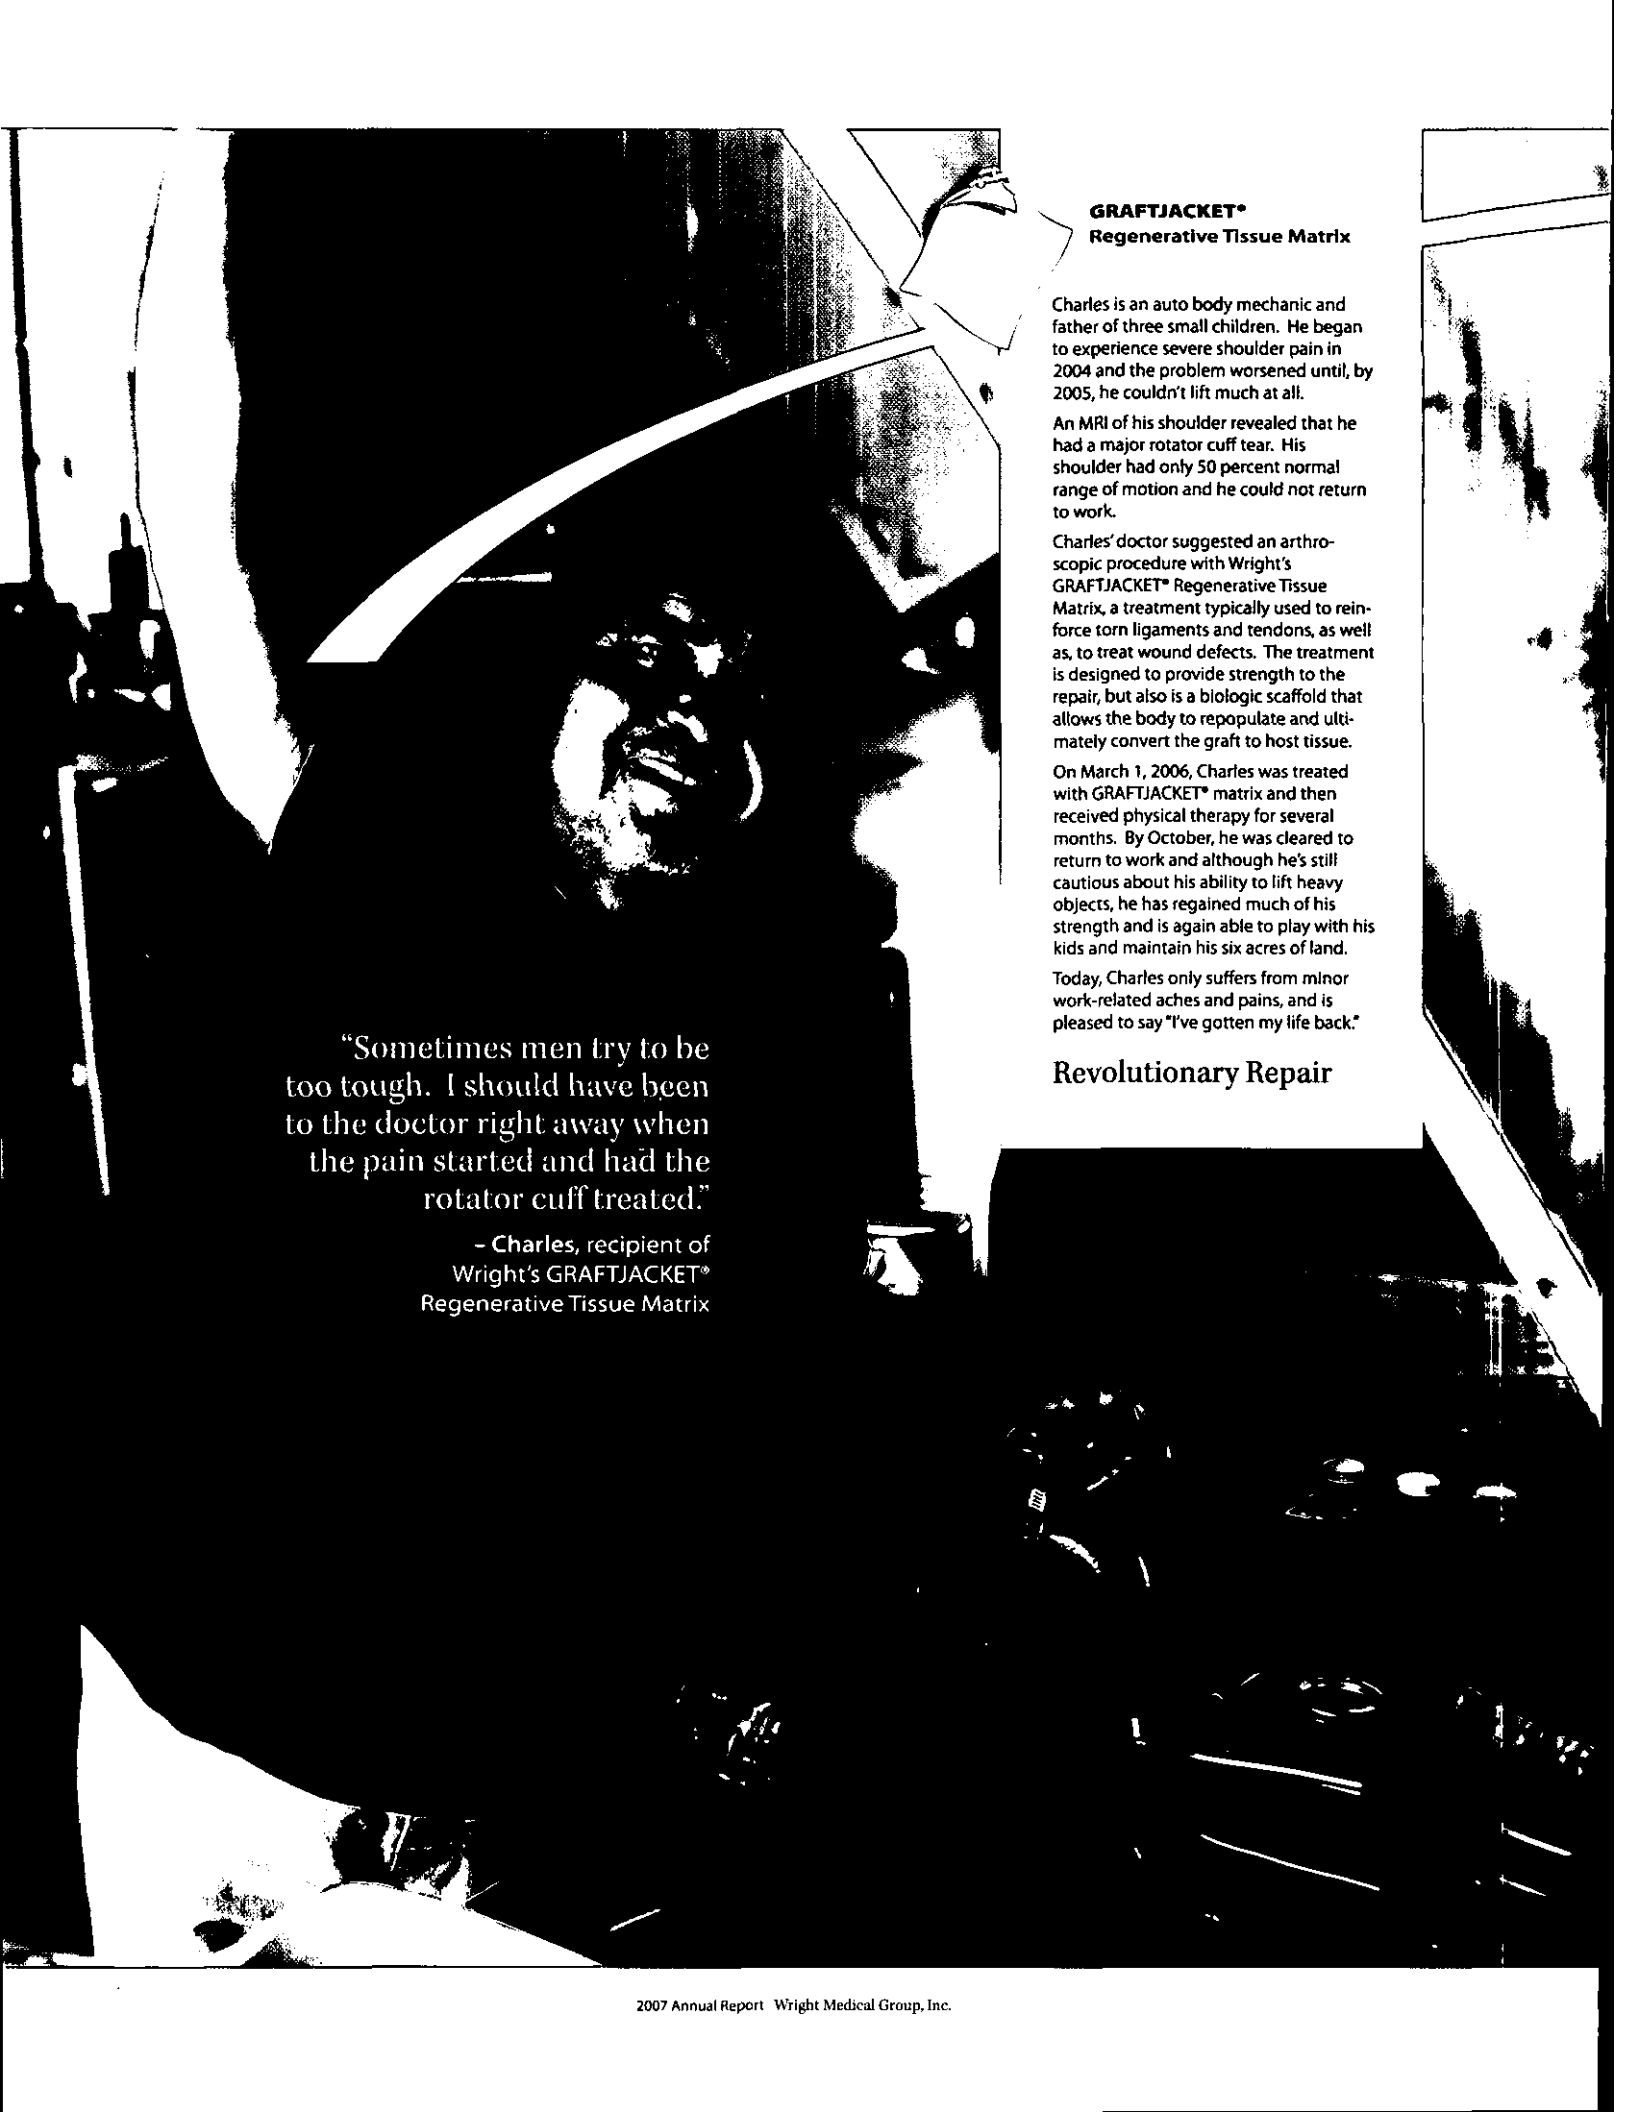 GRAFTJACKET®
Regenerative Tissue Matrix
Charles is an auto body mechanic and
father of three small children. He began
to experience severe shoulder pain in
2004 and the problem worsened until, by
2005, he couldn't lift much at all.
An MRI of his shoulder revealed that he
had a major rotator cuff tear. His
shoulder had only 50 percent normal
range of motion and he could not return
to work.
Charles' doctor suggested an arthro-
scopic procedure with Wright's
GRAFTJACKET® Regenerative Tissue
Matrix, a treatment typically used to rein-
force torn ligaments and tendons, as well
as, to treat wound defects. The treatment
is designed to provide strength to the
repair, but also is a biologic scaffold that
allows the body to repopulate and ulti-
mately convert the graft to host tissue.
On March 1, 2006, Charles was treated
with GRAFTJACKET® matrix and then
received physical therapy for several
months. By October, he was cleared to
return to work and although he's still
cautious about his ability to lift heavy
objects, he has regained much of his
strength and is again able to play with his
kids and maintain his six acres of land.
Today, Charles only suffers from minor
work-related aches and pains, and is
pleased to say "I've gotten my life back."
Revolutionary Repair
"Sometimes men try to be
too tough. I should have been
to the doctor right away when
the pain started and had the
rotator cuff treated."
– Charles, recipient of
Wright's GRAFTJACKET®
Regenerative Tissue Matrix
2007 Annual Report Wright Medical Group, Inc.